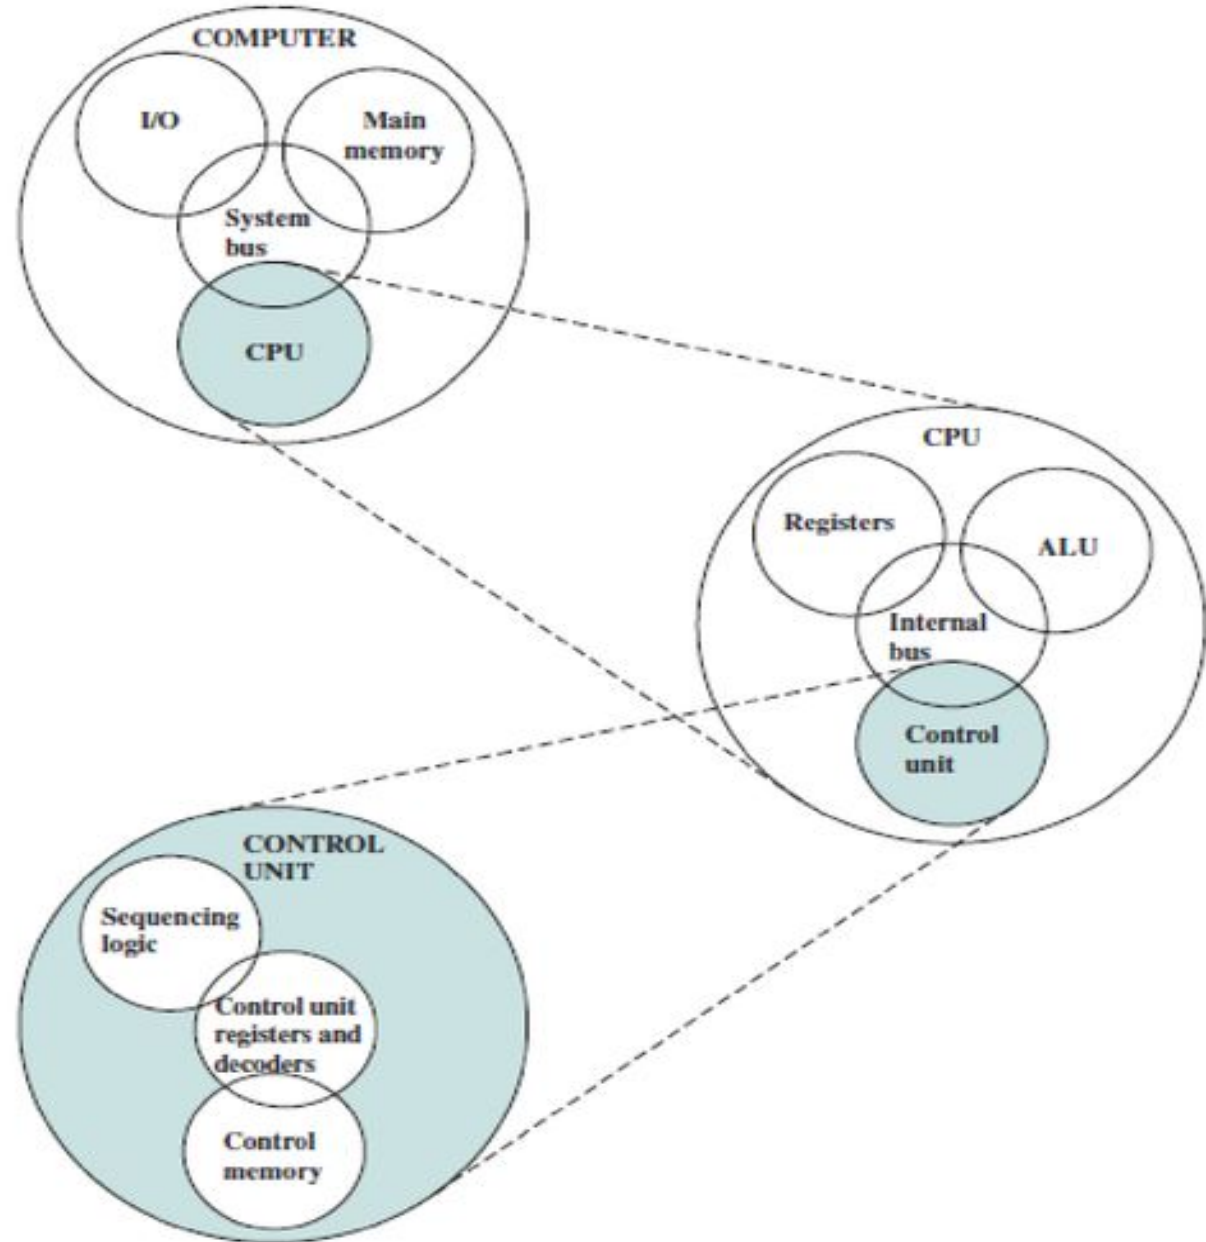 COMPUTER
I/O
Main
memory
System
bus
CPU
CPU
Registers
ALU
Internal
bus
Control
unit
CONTROL
UNIT
Sequencing
logic
Control unit
registers and
decoders
Control
memory